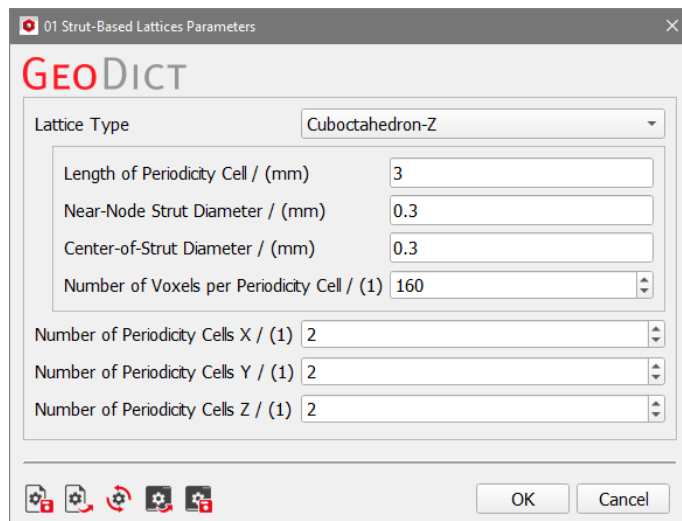 01 Strut-Based Lattices Parameters
GEODICT
Lattice Type Cuboctahedron-Z
Length of Periodicity Cell / (mm) 3
Near-Node Strut Diameter / (mm) 0.3
Center-of-Strut Diameter / (mm) 0.3
Number of Voxels per Periodicity Cell / (1) 160
Number of Periodicity Cells X / (1) 2
Number of Periodicity Cells Y / (1) 2
Number of Periodicity Cells Z / (1) 2
OK Cancel